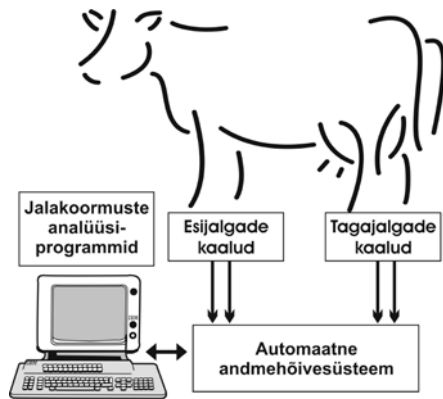 Jalakoormuste
analüüsi-
programmid
Esijalgade
kaalud
Tagajalgade
kaalud
Automaatne
andmehõivesüsteem